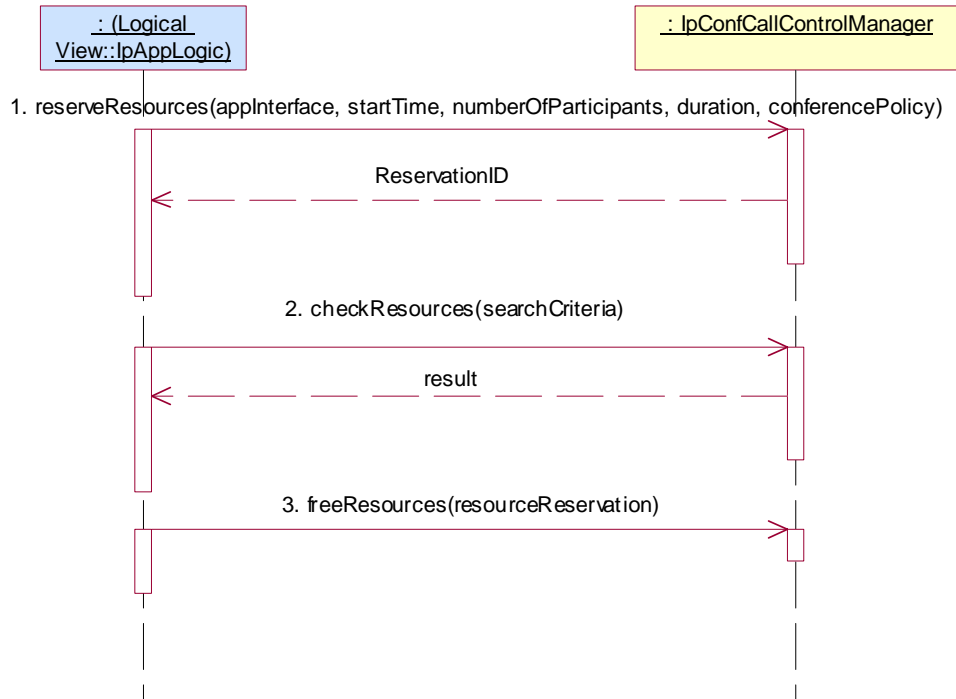 : (Logical
View::IpAppLogic)
: IpConfCallControlManager
1. reserveResources(appInterface, startTime, numberOfParticipants, duration, conferencePolicy)
ReservationID
2. checkResources(searchCriteria)
result
3. freeResources(resourceReservation)